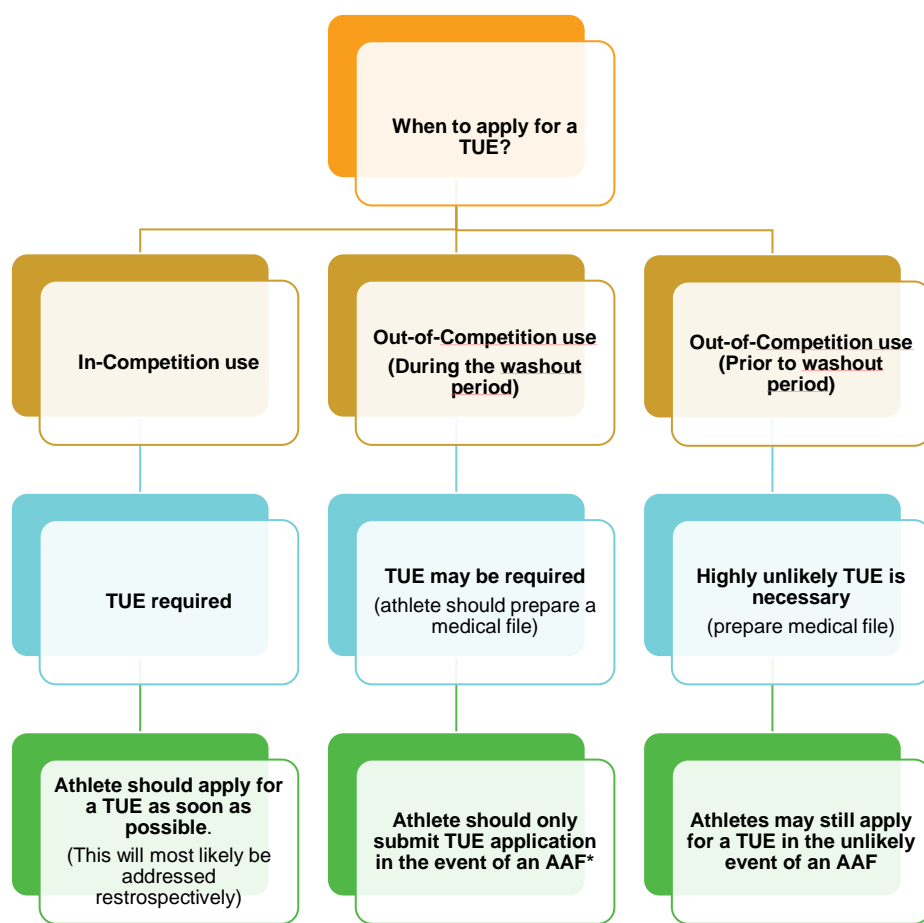 When to apply for a
TUE?
In-Competition use
Out-of-Competition use
(During the washout
period)
Out-of-Competition use
(Prior to washout
period)
TUE required
TUE may be required
(athlete should prepare a
medical file)
Highly unlikely TUE is
necessary
(prepare medical file)
Athlete should apply for
a TUE as soon as
possible.
(This will most likely be
addressed
restrospectively)
Athlete should only
submit TUE application
in the event of an AAF*
Athletes may still apply
for a TUE in the unlikely
event of an AAF